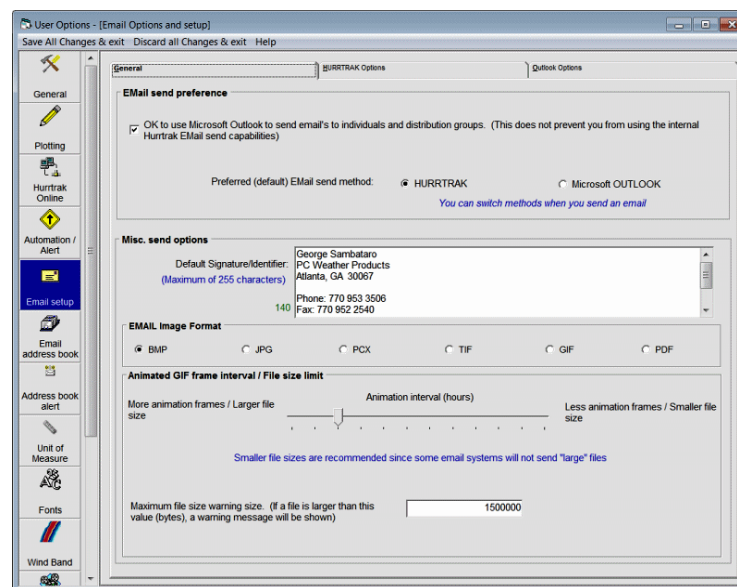 User Options - [Email Options and setup]
Save All Changes & exit Discard all Changes & exit Help
General
Plotting
Hurrtrak
Online
Automation /
Alert
Email setup
Email
address book
Address book
alert
Unit of
Measure
Fonts
Wind Band
General
HURRTRAK Options
Outlook Options
EMail send preference
OK to use Microsoft Outlook to send email's to individuals and distribution groups. (This does not prevent you from using the internal
Hurrtrak EMail send capabilities)
Preferred (default) EMail send method:
HURRTRAK
Microsoft OUTLOOK
You can switch methods when you send an email
Misc. send options
Default Signature/Identifier:
(Maximum of 255 characters)
140
George Sambataro
PC Weather Products
Atlanta, GA 30067
Phone: 770 953 3506
Fax: 770 952 2540
EMAIL Image Format
BMP
JPG
PCX
TIF
GIF
PDF
Animated GIF frame interval / File size limit
More animation frames / Larger file
size
Animation interval (hours)
Less animation frames / Smaller file
size
Smaller file sizes are recommended since some email systems will not send "large" files
Maximum file size warning size. (If a file is larger than this
value (bytes), a warning message will be shown)
1500000